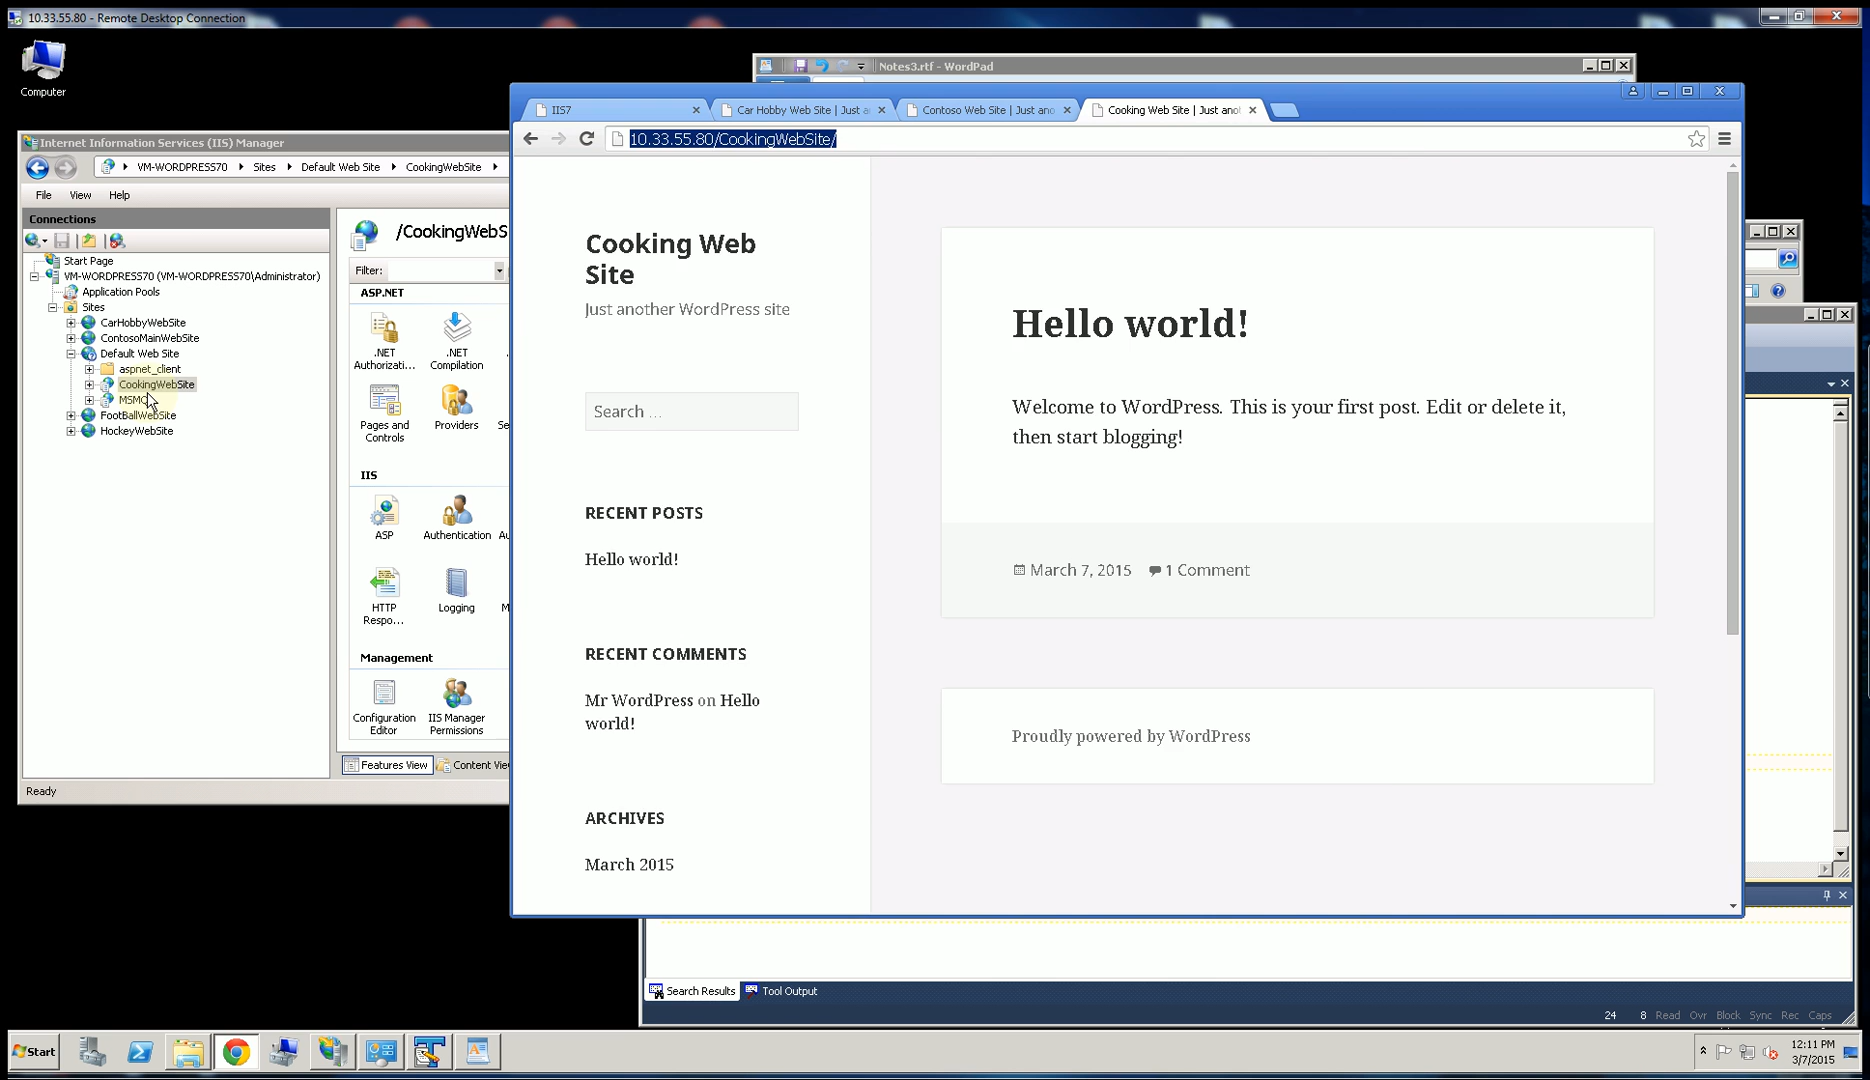 10.33.55.80 - Remote Desktop Connection
Computer
Notes3.rtf - WordPad
Internet Information Services (IIS) Manager
VM-WORDPRESS70
Sites
Default Web Site
CookingWebSite
File
View
Help
Connections
Start Page
VM-WORDPRESS70 (VM-WORDPRESS70\Administrator)
Application Pools
Sites
CarHobbyWebSite
ContosoMainWebSite
Default Web Site
aspnet_client
CookingWebSite
MSMQ
FootBallWebSite
HockeyWebSite
Ready
/CookingWebS
Filter:
ASP.NET
.NET
Authorizati...
.NET
Compilation
Pages and
Controls
Providers
Se
IIS
ASP
Authentication
Au
HTTP
Respo...
Logging
M
Management
Configuration
Editor
IIS Manager
Permissions
Features View
Content Vie
IIS7
Car Hobby Web Site | Just a
Contoso Web Site | Just ano
Cooking Web Site | Just anot
10.33.55.80/CookingWebSite/
Cooking Web
Site
Just another WordPress site
Search ...
RECENT POSTS
Hello world!
RECENT COMMENTS
Mr WordPress on Hello
world!
ARCHIVES
March 2015
Hello world!
Welcome to WordPress. This is your first post. Edit or delete it,
then start blogging!
March 7, 2015
1 Comment
Proudly powered by WordPress
Search Results
Tool Output
24
8
Read
Ovr
Block
Sync
Rec
Caps
Start
12:11 PM
3/7/2015